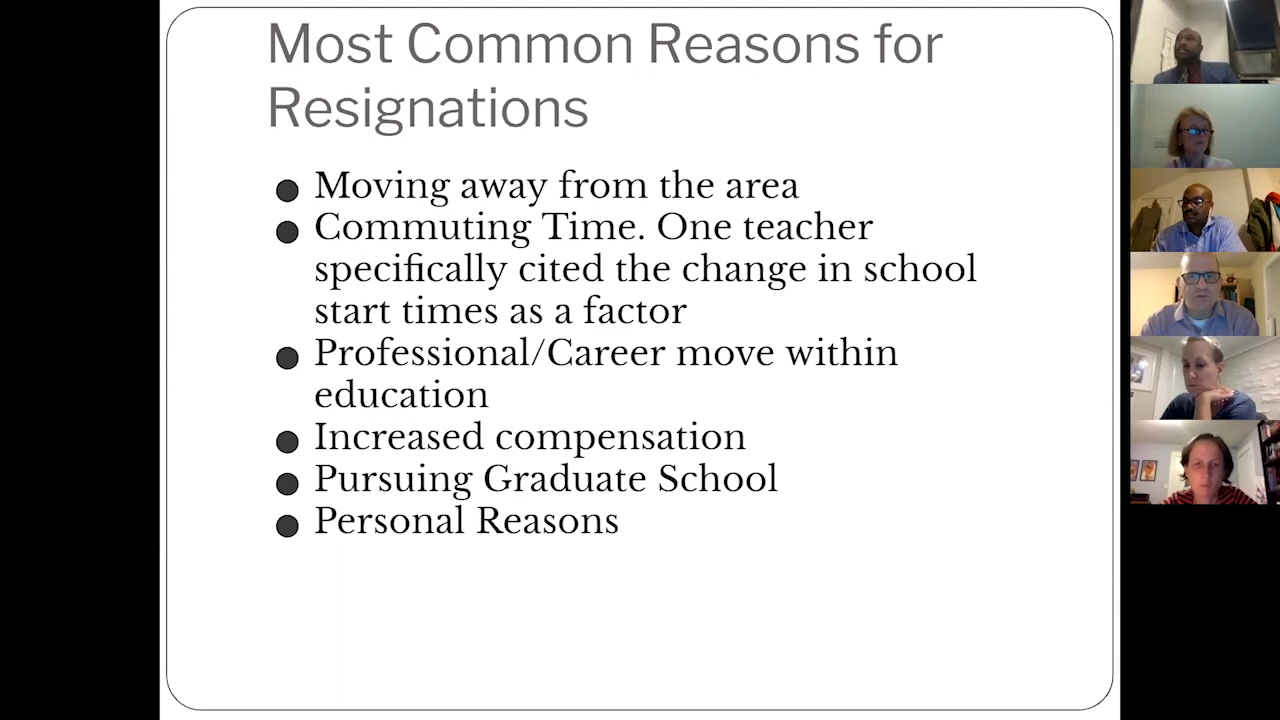 Most Common Reasons for
Resignations
● Moving away from the area
● Commuting Time. One teacher
specifically cited the change in school
start times as a factor
● Professional/Career move within
education
● Increased compensation
● Pursuing Graduate School
● Personal Reasons